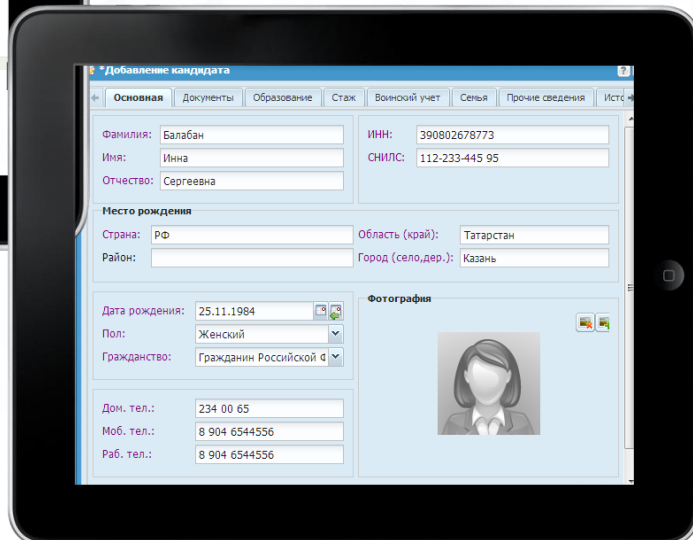 *Добавление кандидата ?
Основная Документы Образование Стаж Воинский учет Семья Прочие сведения Исто
Фамилия: Балабан
Имя: Инна
Отчество: Сергеевна
ИНН: 390802678773
СНИЛС: 112-233-445 95
Место рождения
Страна: РФ Область (край): Татарстан
Район: Город (село,дер.): Казань
Дата рождения: 25.11.1984
Пол: Женский
Гражданство: Гражданин Российской Ф
Фотография
Дом. тел.: 234 00 65
Моб. тел.: 8 904 6544556
Раб. тел.: 8 904 6544556